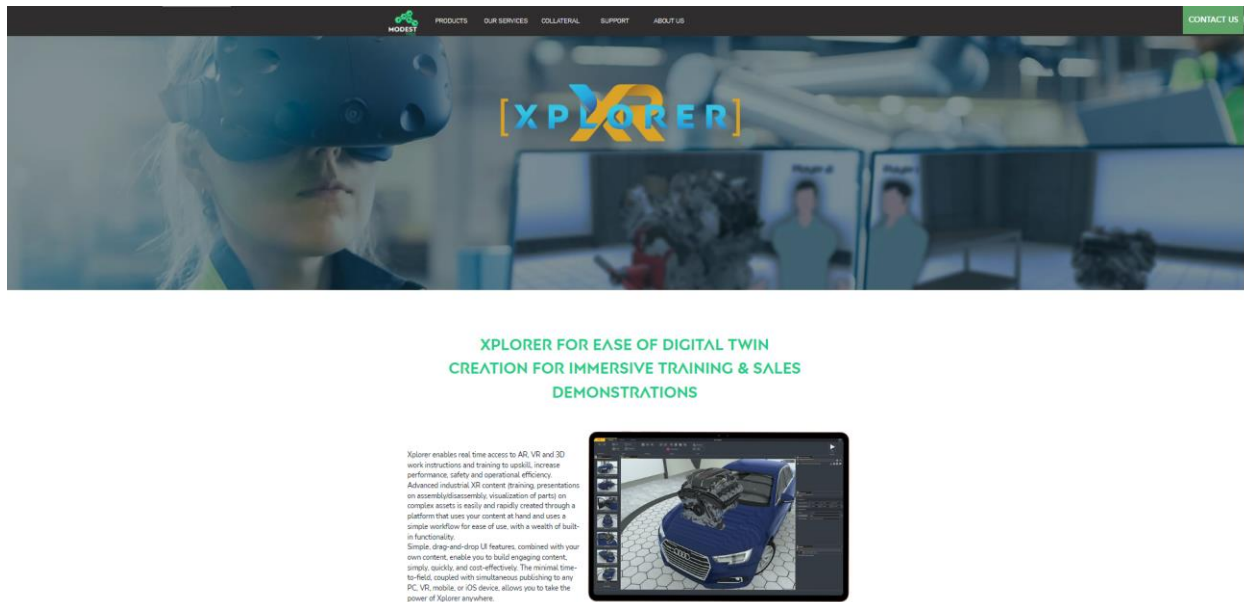 MODEST
PRODUCTS
OUR SERVICES
COLLATERAL
SUPPORT
ABOUT US
CONTACT US
[XPLORER]
XR
Player
XPLORER FOR EASE OF DIGITAL TWIN
CREATION FOR IMMERSIVE TRAINING & SALES
DEMONSTRATIONS
Xplorer enables real time access to AR, VR and 3D
work instructions and training to upskill, increase
performance, safety and operational efficiency.
Advanced industrial XR content (training, presentations
on assembly/disassembly, visualization of parts) on
complex assets is easily and rapidly created through a
platform that uses your content at hand and uses a
simple workflow for ease of use, with a wealth of built-
in functionality.
Simple, drag-and-drop UI features, combined with your
own content, enable you to build engaging content,
simply, quickly, and cost-effectively. The minimal time-
to-field, coupled with simultaneous publishing to any
PC, VR, mobile, or iOS device, allows you to take the
power of Xplorer anywhere.